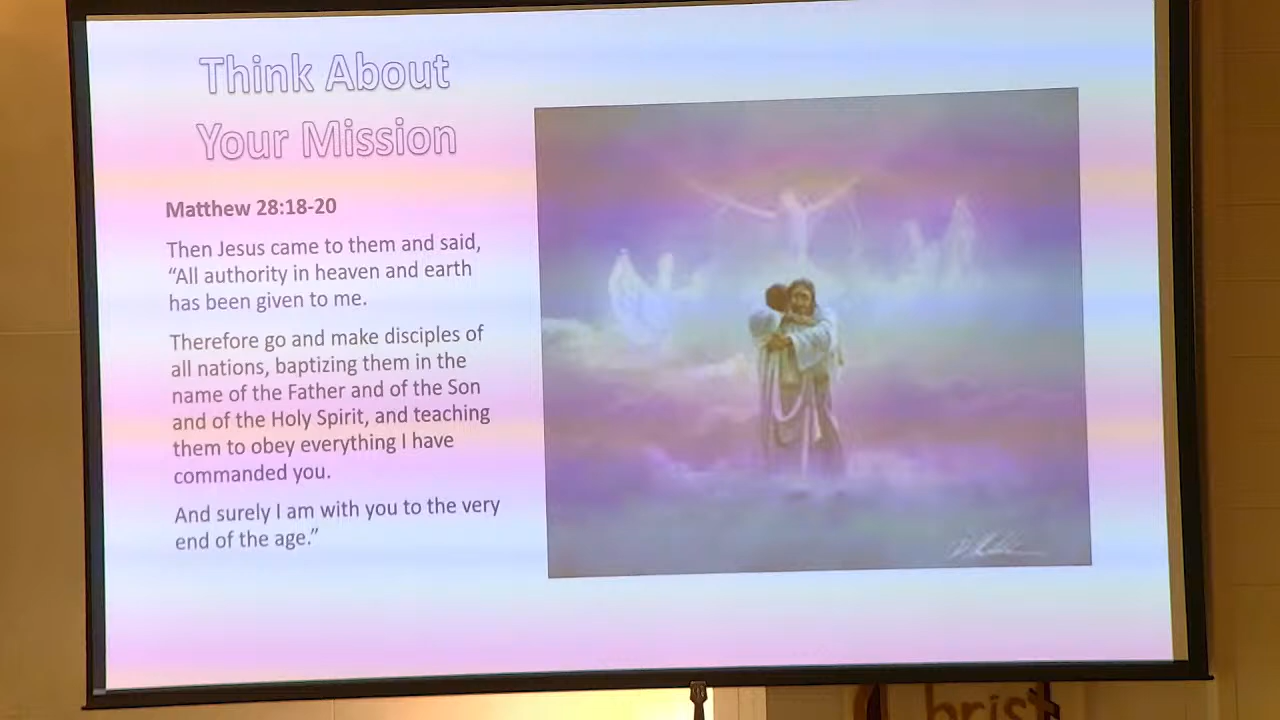 Think About
Your Mission
Matthew 28:18-20
Then Jesus came to them and said,
“All authority in heaven and earth
has been given to me.
Therefore go and make disciples of
all nations, baptizing them in the
name of the Father and of the Son
and of the Holy Spirit, and teaching
them to obey everything I have
commanded you.
And surely I am with you to the very
end of the age.”
Christ